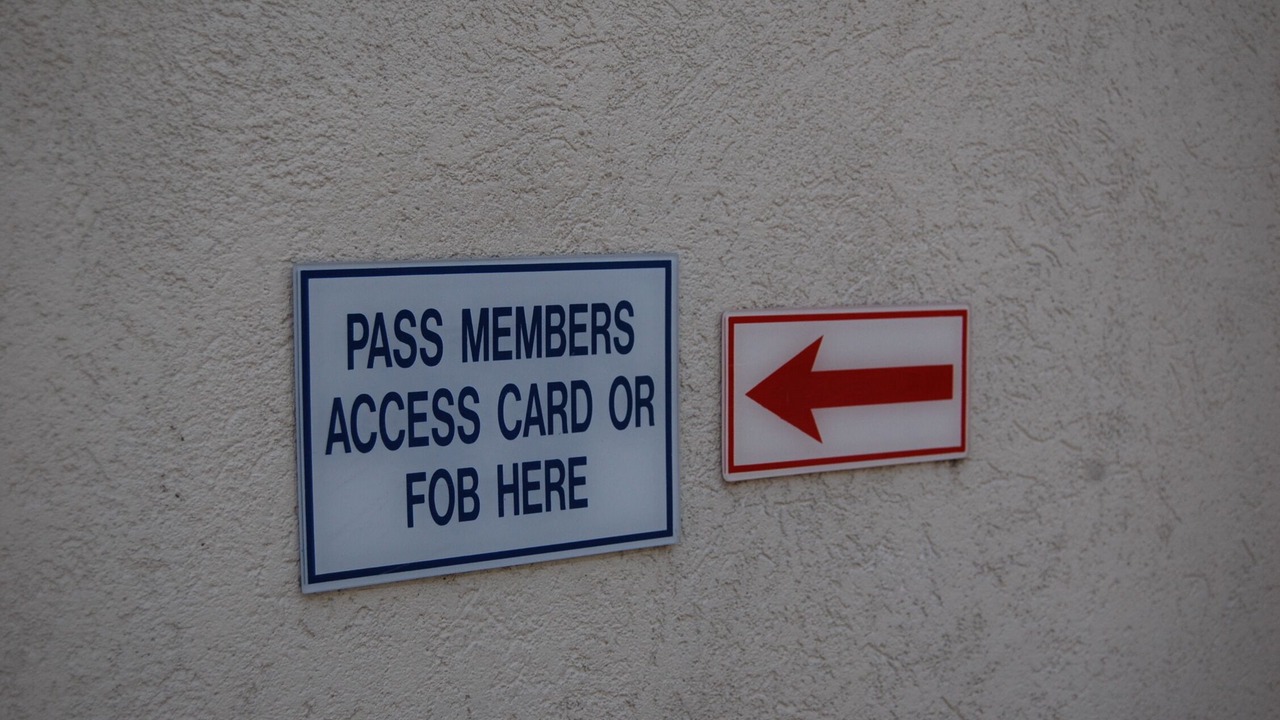 PASS MEMBERS
ACCESS CARD OR
FOB HERE